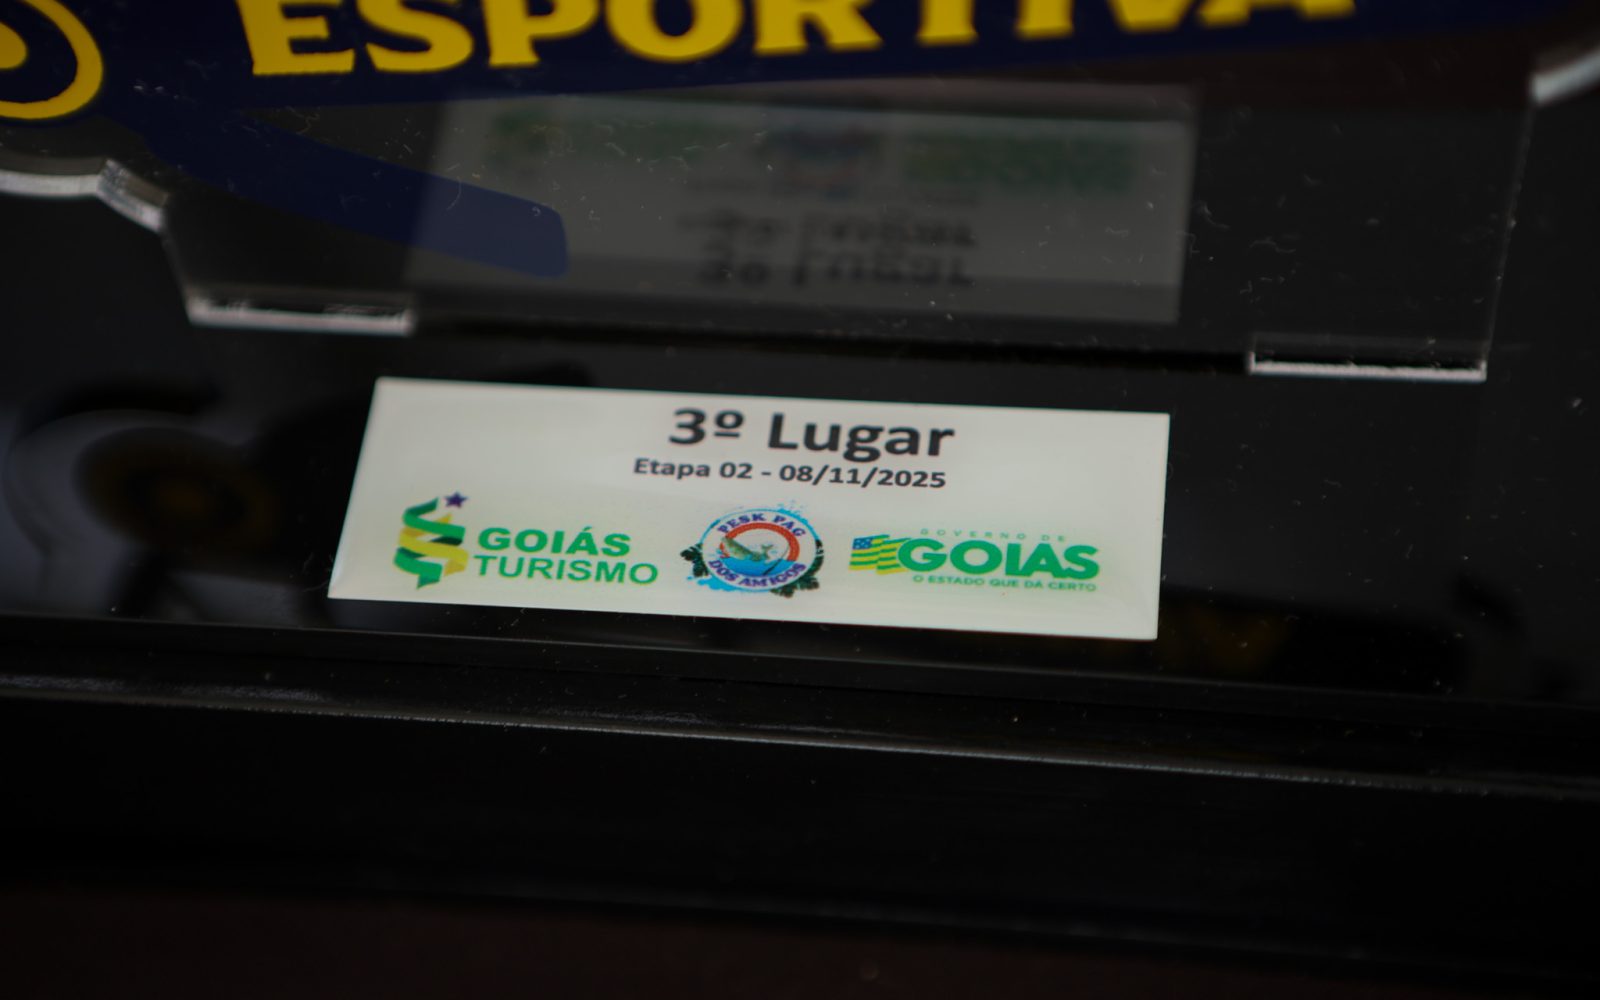 ESPORTIVA
3º Lugar
Etapa 02 - 08/11/2025
GOIÁS
TURISMO
PESK PAG
DOS AMIGOS
GOVERNO DE
GOIAS
O ESTADO QUE DÁ CERTO